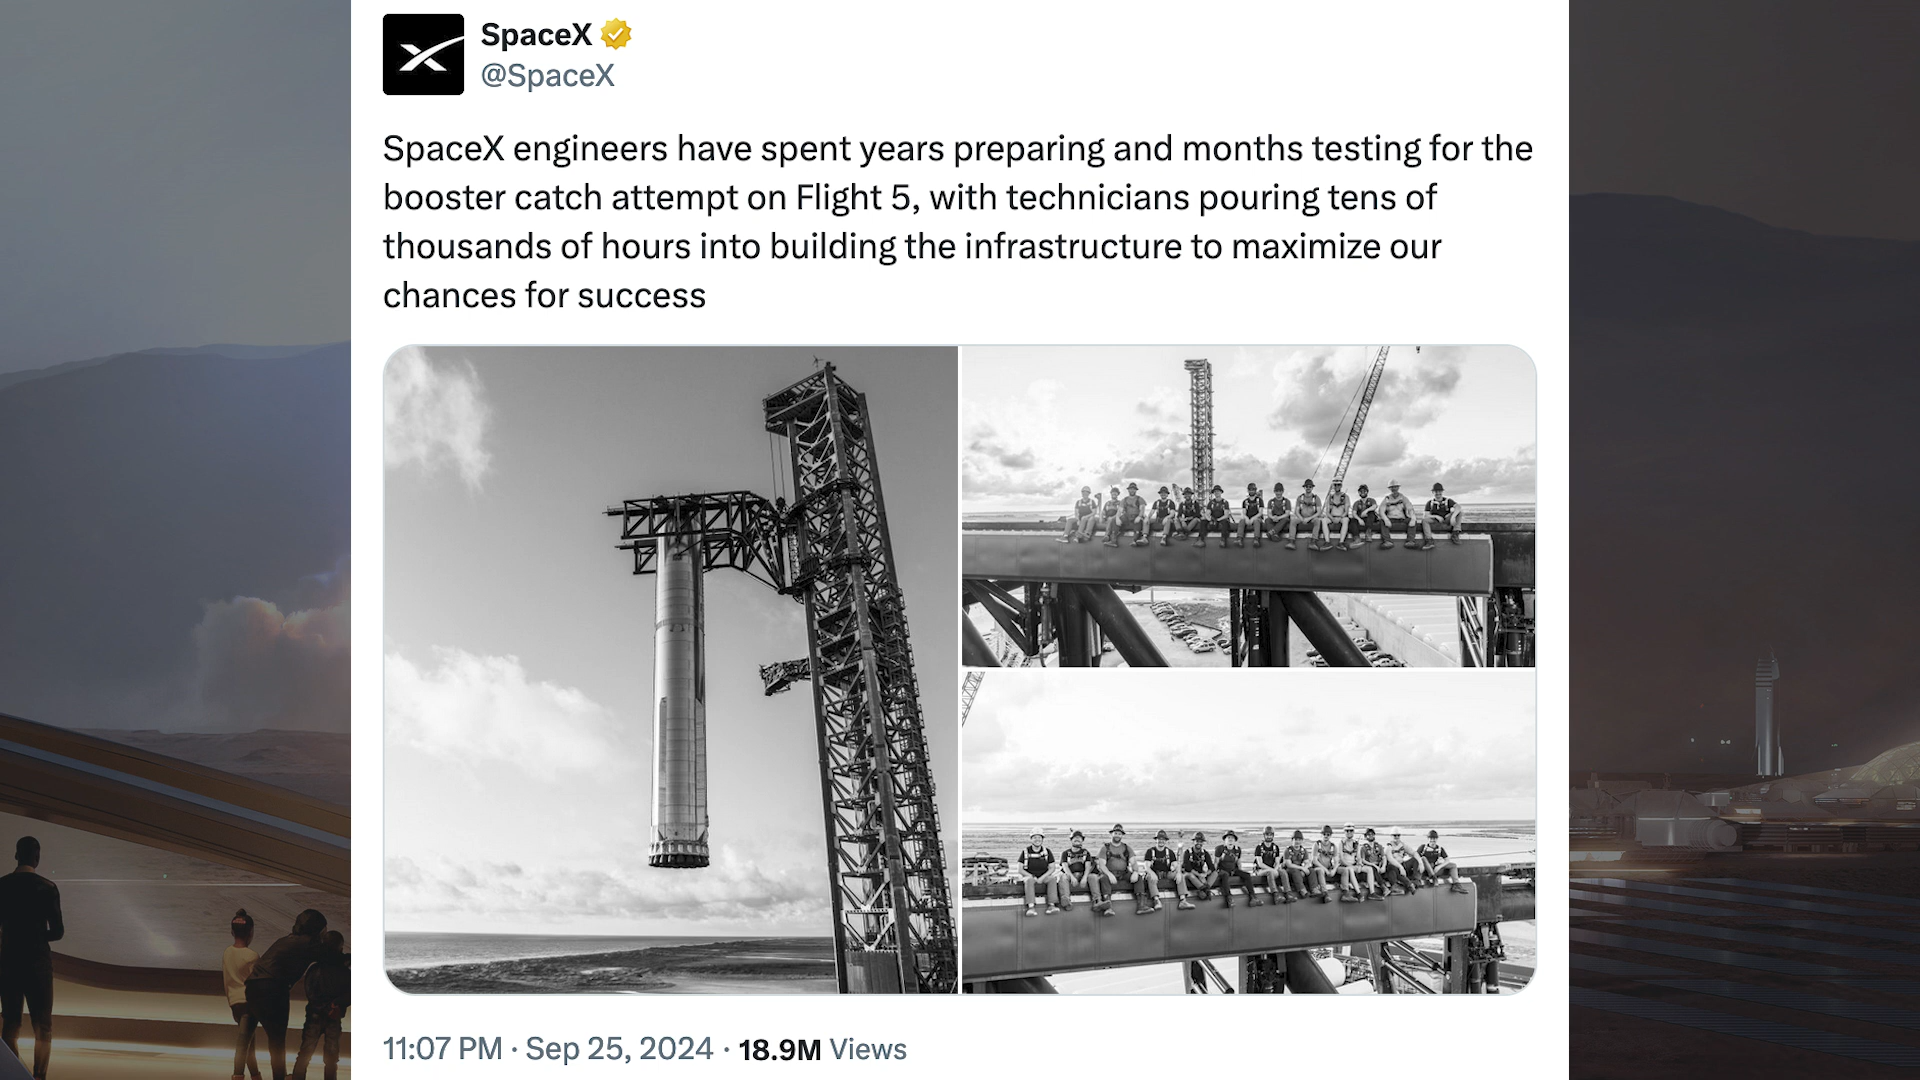 SpaceX
@SpaceX
SpaceX engineers have spent years preparing and months testing for the
booster catch attempt on Flight 5, with technicians pouring tens of
thousands of hours into building the infrastructure to maximize our
chances for success
11:07 PM · Sep 25, 2024 · 18.9M Views